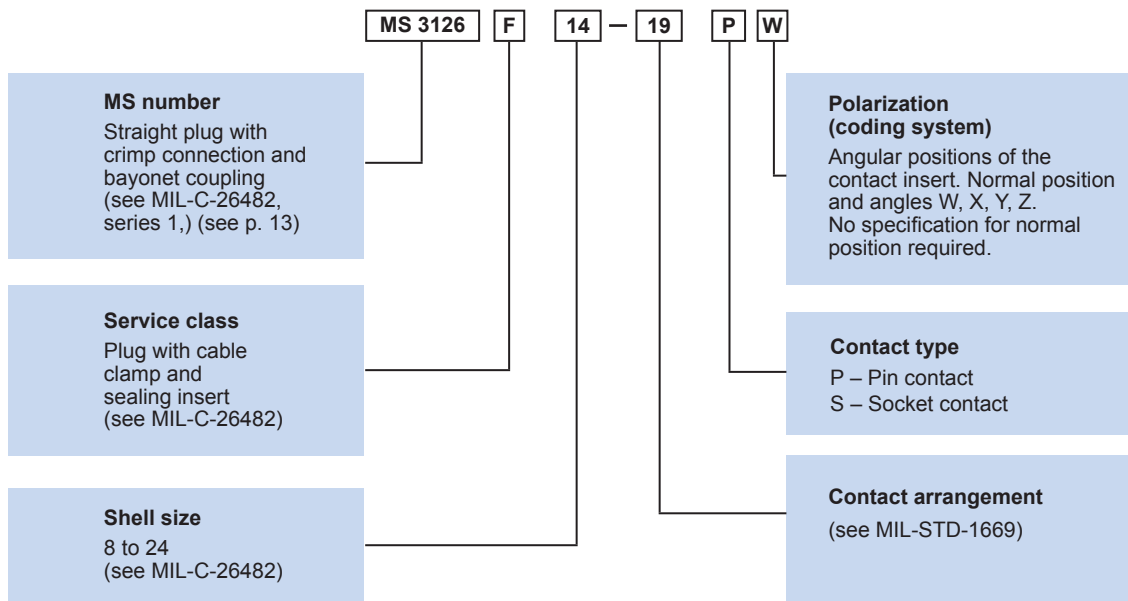 MS 3126 F 14 – 19 P W
MS number
Straight plug with
crimp connection and
bayonet coupling
(see MIL-C-26482,
series 1,) (see p. 13)
Service class
Plug with cable
clamp and
sealing insert
(see MIL-C-26482)
Shell size
8 to 24
(see MIL-C-26482)
Polarization
(coding system)
Angular positions of the
contact insert. Normal position
and angles W, X, Y, Z.
No specification for normal
position required.
Contact type
P – Pin contact
S – Socket contact
Contact arrangement
(see MIL-STD-1669)